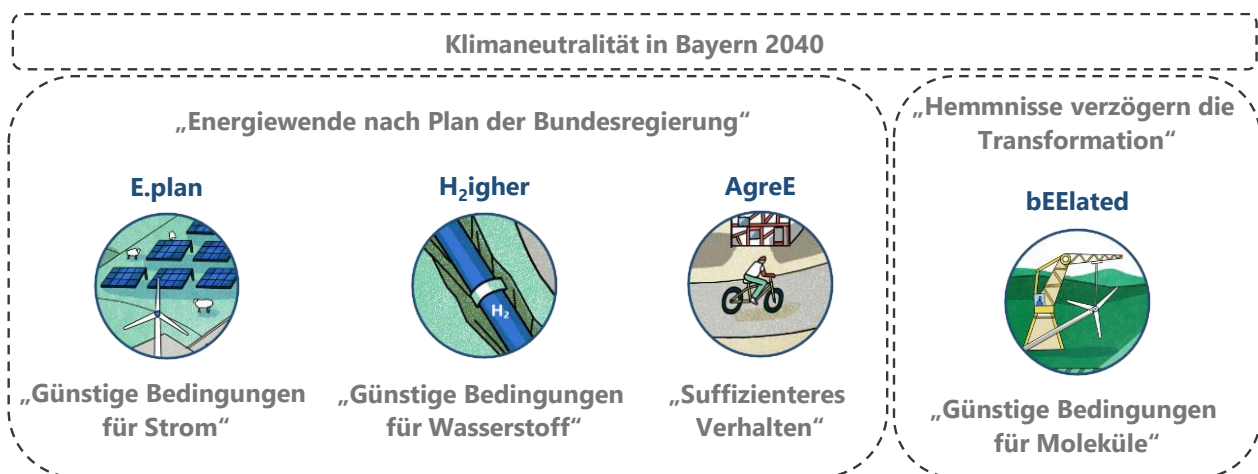 Klimaneutralität in Bayern 2040
„Energiewende nach Plan der Bundesregierung“
„Hemmnisse verzögern die
Transformation“
E.plan
H₂igher
AgreE
bEElated
H₂
„Günstige Bedingungen
für Strom“
„Günstige Bedingungen
für Wasserstoff“
„Suffizienteres
Verhalten“
„Günstige Bedingungen
für Moleküle“